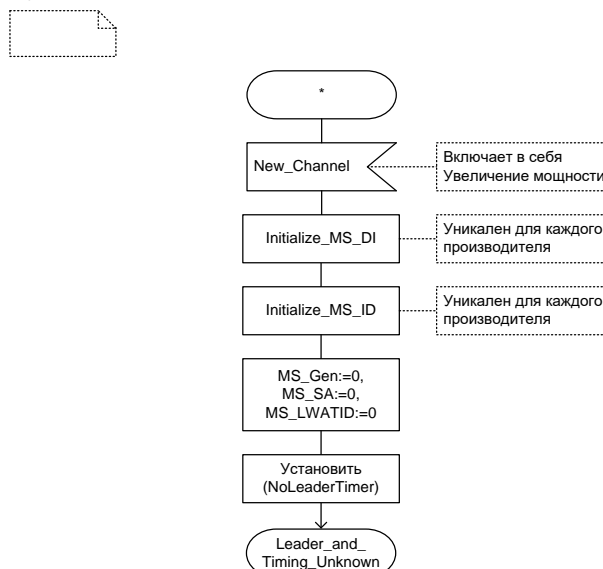 *
New_Channel
Включает в себя
Увеличение мощности
Initialize_MS_DI
Уникален для каждого
производителя
Initialize_MS_ID
Уникален для каждого
производителя
MS_Gen:=0,
MS_SA:=0,
MS_LWATID:=0
Установить
(NoLeaderTimer)
Leader_and_
Timing_Unknown